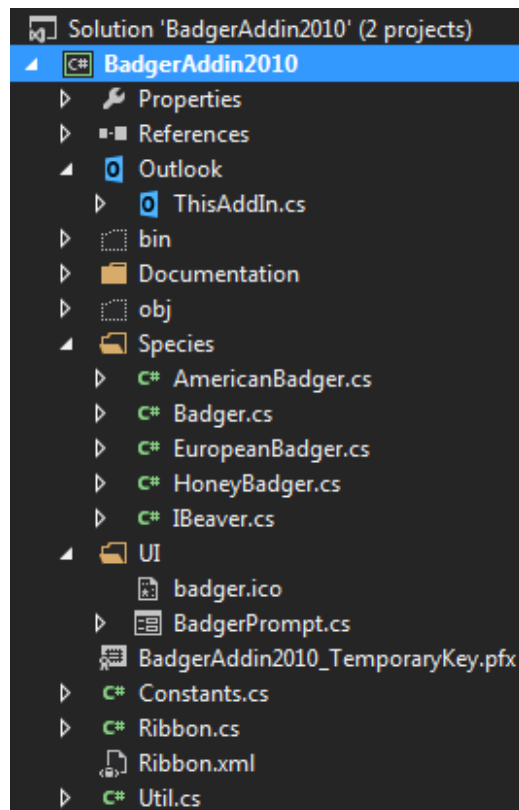 Solution 'BadgerAddin2010' (2 projects)
C# BadgerAddin2010
Properties
References
Outlook
ThisAddIn.cs
bin
Documentation
obj
Species
C# AmericanBadger.cs
C# Badger.cs
C# EuropeanBadger.cs
C# HoneyBadger.cs
C# IBeaver.cs
UI
badger.ico
BadgerPrompt.cs
BadgerAddin2010_TemporaryKey.pfx
C# Constants.cs
C# Ribbon.cs
Ribbon.xml
C# Util.cs